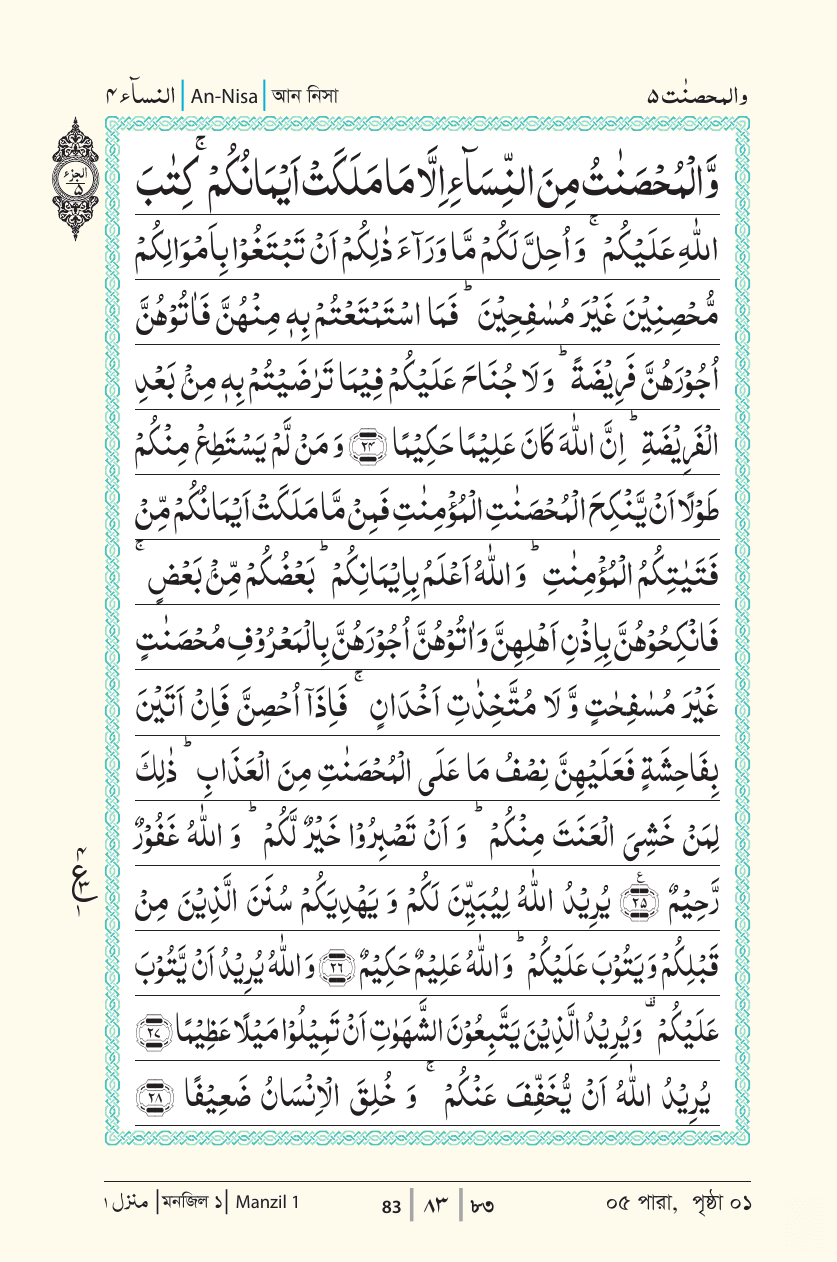 النسآء ۴ | An-Nisa | আন নিসা
والمحصنٰت ۵
الجزء
۵
وَّالْمُحْصَنٰتُ مِنَ النِّسَآءِ اِلَّا مَا مَلَكَتْ اَيْمَانُكُمْ ۚ كِتٰبَ
اللّٰهِ عَلَيْكُمْ ۚ وَ اُحِلَّ لَكُمْ مَّا وَرَآءَ ذٰلِكُمْ اَنْ تَبْتَغُوْا بِاَمْوَالِكُمْ
مُّحْصِنِيْنَ غَيْرَ مُسٰفِحِيْنَ ؕ فَمَا اسْتَمْتَعْتُمْ بِهٖ مِنْهُنَّ فَاٰتُوْهُنَّ
اُجُوْرَهُنَّ فَرِيْضَةً ؕ وَ لَا جُنَاحَ عَلَيْكُمْ فِيْمَا تَرٰضَيْتُمْ بِهٖ مِنْۢ بَعْدِ
الْفَرِيْضَةِ ؕ اِنَّ اللّٰهَ كَانَ عَلِيْمًا حَكِيْمًا ۲۴ وَ مَنْ لَّمْ يَسْتَطِعْ مِنْكُمْ
طَوْلًا اَنْ يَّنْكِحَ الْمُحْصَنٰتِ الْمُؤْمِنٰتِ فَمِنْ مَّا مَلَكَتْ اَيْمَانُكُمْ مِّنْ
فَتَيٰتِكُمُ الْمُؤْمِنٰتِ ؕ وَ اللّٰهُ اَعْلَمُ بِاِيْمَانِكُمْ ؕ بَعْضُكُمْ مِّنْۢ بَعْضٍ ۚ
فَانْكِحُوْهُنَّ بِاِذْنِ اَهْلِهِنَّ وَ اٰتُوْهُنَّ اُجُوْرَهُنَّ بِالْمَعْرُوْفِ مُحْصَنٰتٍ
غَيْرَ مُسٰفِحٰتٍ وَّ لَا مُتَّخِذٰتِ اَخْدَانٍ ۚ فَاِذَاۤ اُحْصِنَّ فَاِنْ اَتَيْنَ
بِفَاحِشَةٍ فَعَلَيْهِنَّ نِصْفُ مَا عَلَى الْمُحْصَنٰتِ مِنَ الْعَذَابِ ؕ ذٰلِكَ
لِمَنْ خَشِيَ الْعَنَتَ مِنْكُمْ ؕ وَ اَنْ تَصْبِرُوْا خَيْرٌ لَّكُمْ ؕ وَ اللّٰهُ غَفُوْرٌ
رَّحِيْمٌ ۲۵ يُرِيْدُ اللّٰهُ لِيُبَيِّنَ لَكُمْ وَ يَهْدِيَكُمْ سُنَنَ الَّذِيْنَ مِنْ
۴
ع
۳
۱
قَبْلِكُمْ وَ يَتُوْبَ عَلَيْكُمْ ؕ وَ اللّٰهُ عَلِيْمٌ حَكِيْمٌ ۲۶ وَ اللّٰهُ يُرِيْدُ اَنْ يَّتُوْبَ
عَلَيْكُمْ ۫ وَ يُرِيْدُ الَّذِيْنَ يَتَّبِعُوْنَ الشَّهَوٰتِ اَنْ تَمِيْلُوْا مَيْلًا عَظِيْمًا ۲۷
يُرِيْدُ اللّٰهُ اَنْ يُّخَفِّفَ عَنْكُمْ ۚ وَ خُلِقَ الْاِنْسَانُ ضَعِيْفًا ۲۸
منزل ۱ | মনজিল ১ | Manzil 1
83 | ۸۳ | ৮৩
০৫ পারা, পৃষ্ঠা ০১